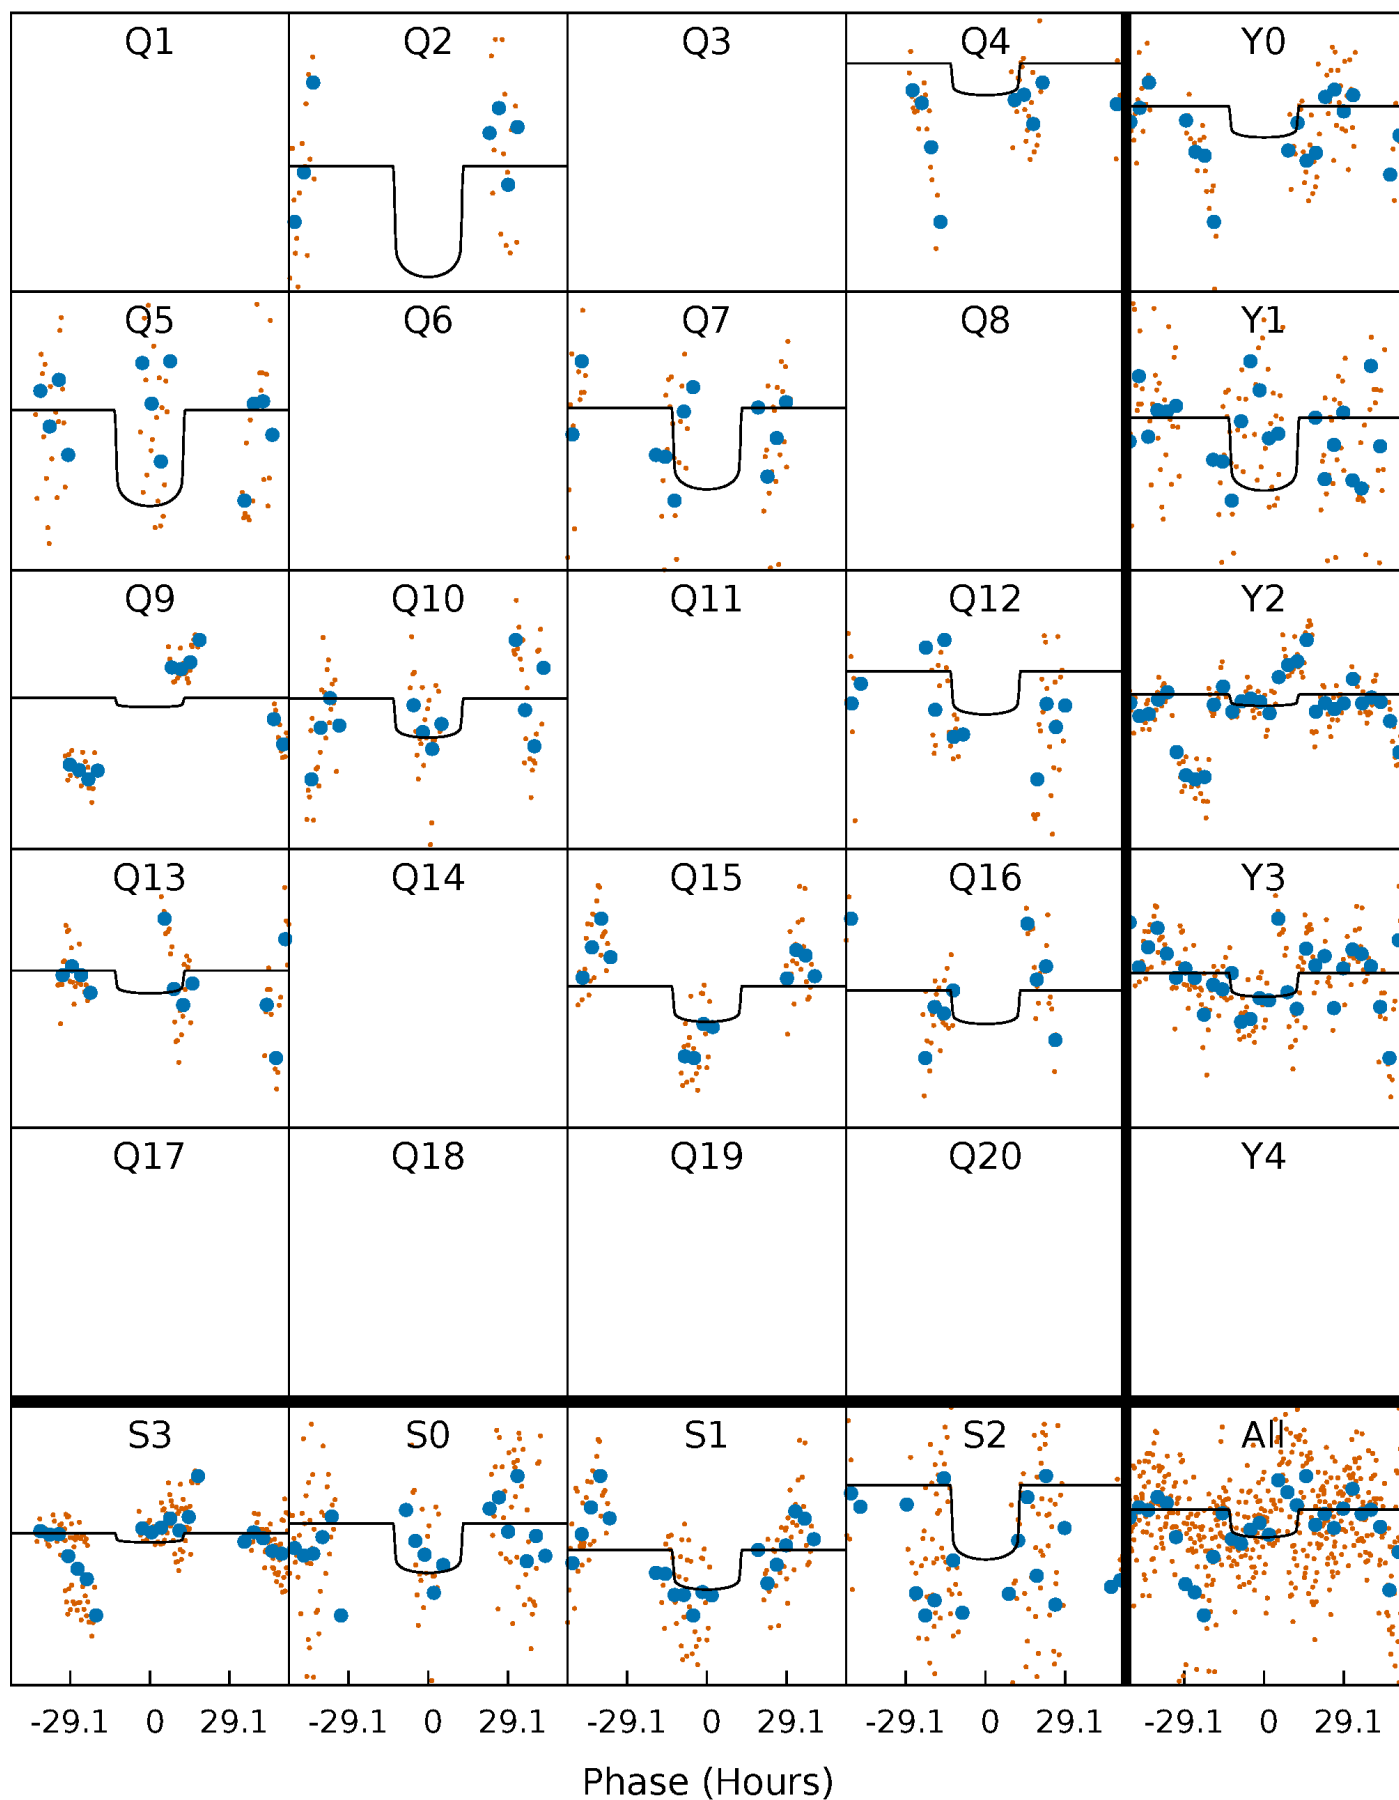 Q1 Q2 Q3 Q4 Y0
Q5 Q6 Q7 Q8 Y1
Q9 Q10 Q11 Q12 Y2
Q13 Q14 Q15 Q16 Y3
Q17 Q18 Q19 Q20 Y4
S3 S0 S1 S2 All
-29.1 0 29.1 -29.1 0 29.1 -29.1 0 29.1 -29.1 0 29.1 -29.1 0 29.1
Phase (Hours)